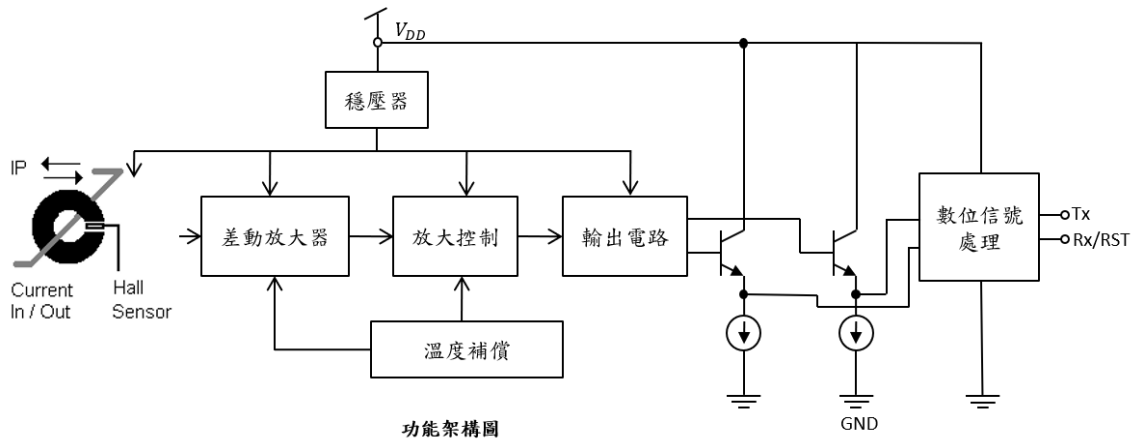 V_DD
穩壓器
IP
差動放大器
放大控制
輸出電路
數位信號
處理
Tx
Rx/RST
Current
In / Out
Hall
Sensor
溫度補償
GND
功能架構圖